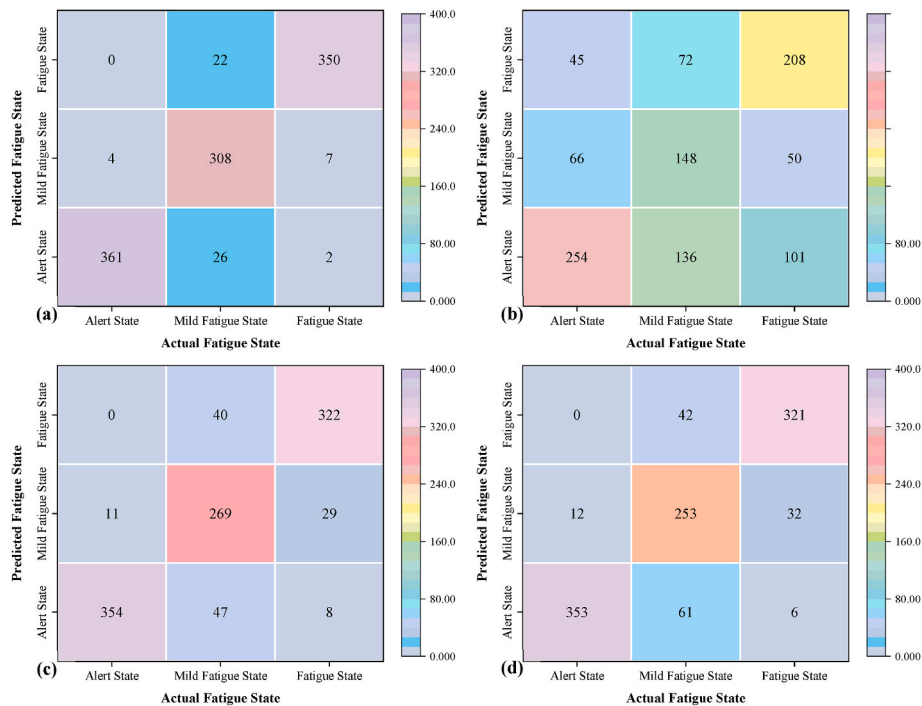 400.0
320.0
240.0
160.0
80.00
0.000
Predicted Fatigue State
Fatigue State
Mild Fatigue State
Alert State
0 22 350
4 308 7
361 26 2
(a)
Alert State Mild Fatigue State Fatigue State
Actual Fatigue State
80.00
0.000
Predicted Fatigue State
Fatigue State
Mild Fatigue State
Alert State
45 72 208
66 148 50
254 136 101
(b)
Alert State Mild Fatigue State Fatigue State
Actual Fatigue State
400.0
320.0
240.0
160.0
80.00
0.000
Predicted Fatigue State
Fatigue State
Mild Fatigue State
Alert State
0 40 322
11 269 29
354 47 8
(c)
Alert State Mild Fatigue State Fatigue State
Actual Fatigue State
400.0
320.0
240.0
160.0
80.00
0.000
Predicted Fatigue State
Fatigue State
Mild Fatigue State
Alert State
0 42 321
12 253 32
353 61 6
(d)
Alert State Mild Fatigue State Fatigue State
Actual Fatigue State